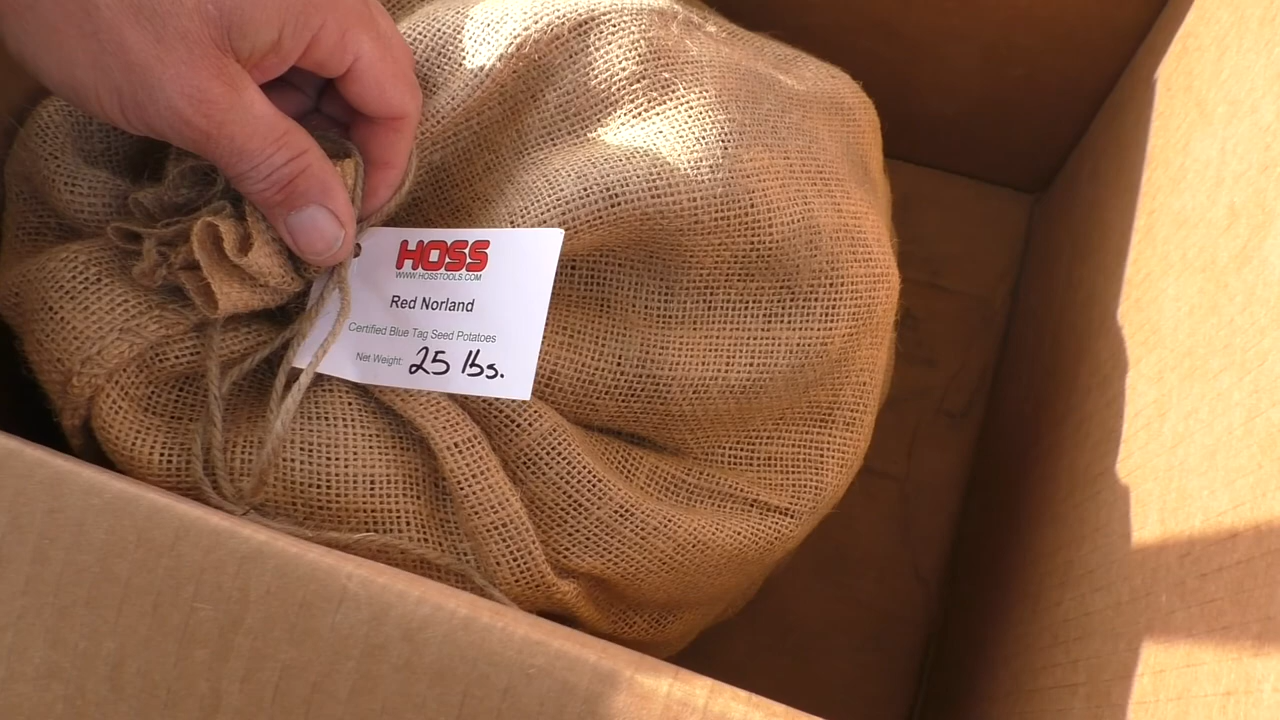 HOSS
WWW.HOSSTOOLS.COM
Red Norland
Certified Blue Tag Seed Potatoes
Net Weight: 25 lbs.